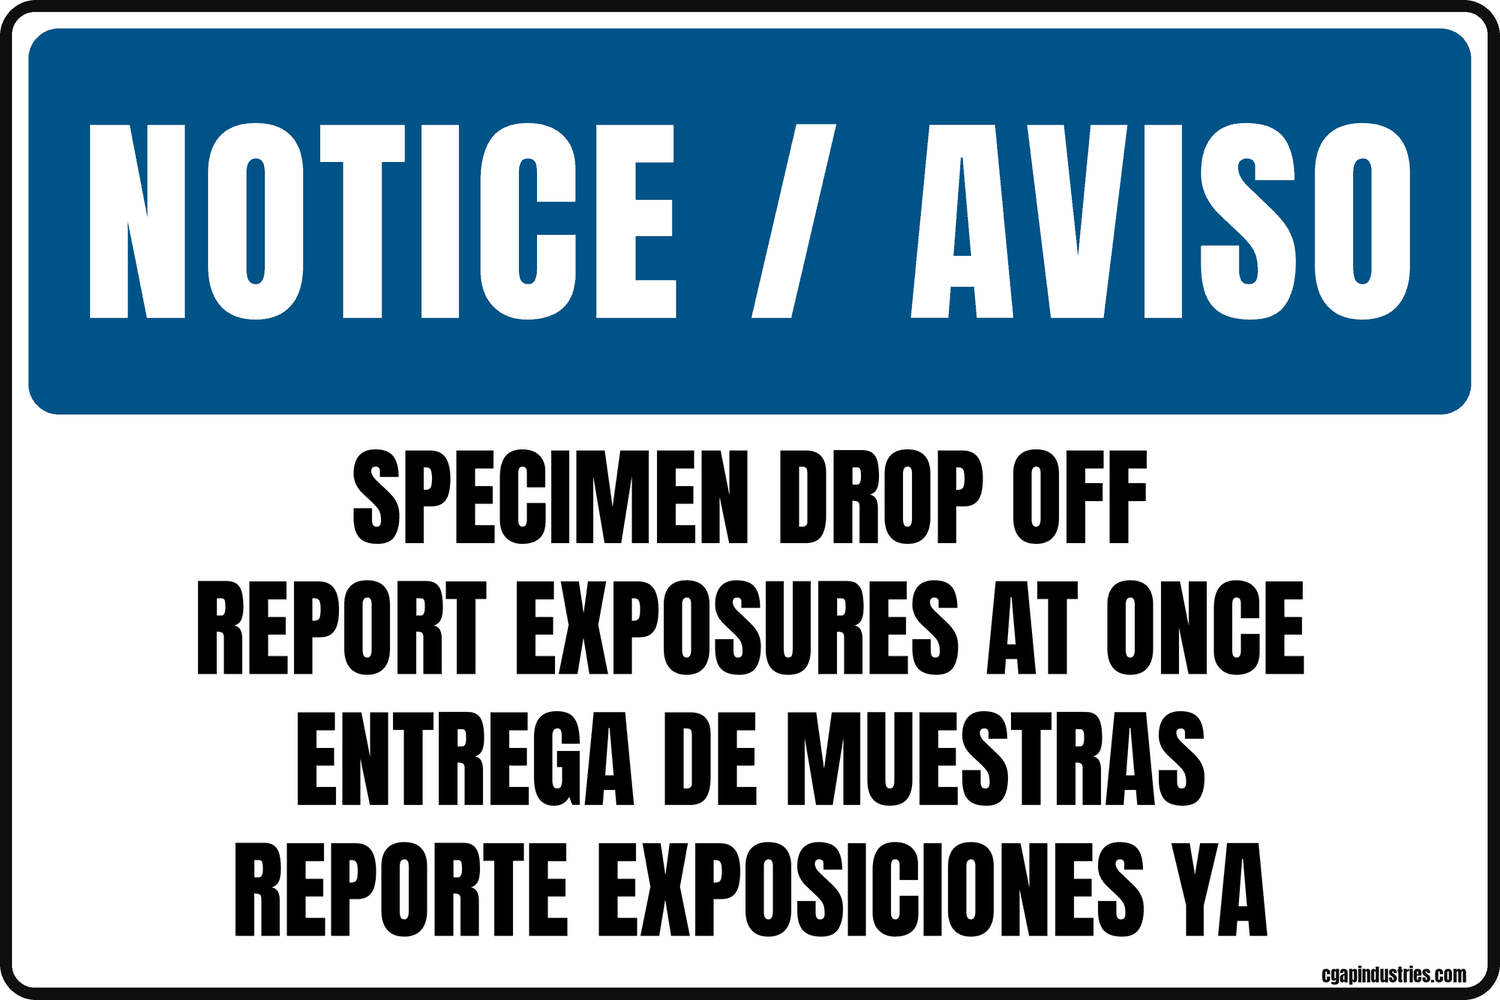 NOTICE / AVISO
SPECIMEN DROP OFF
REPORT EXPOSURES AT ONCE
ENTREGA DE MUESTRAS
REPORTE EXPOSICIONES YA
cgapindustries.com